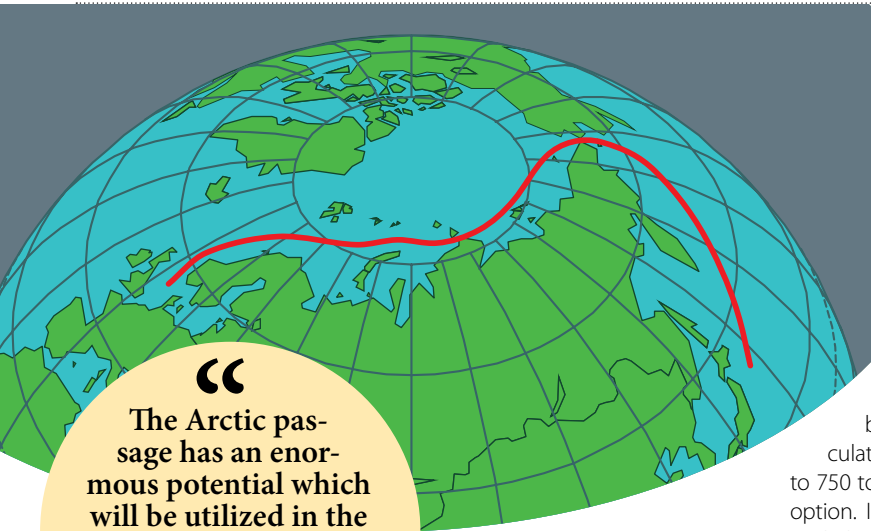 “
The Arctic pas-
sage has an enor-
mous potential which
will be utilized in the
to 750 to
option.